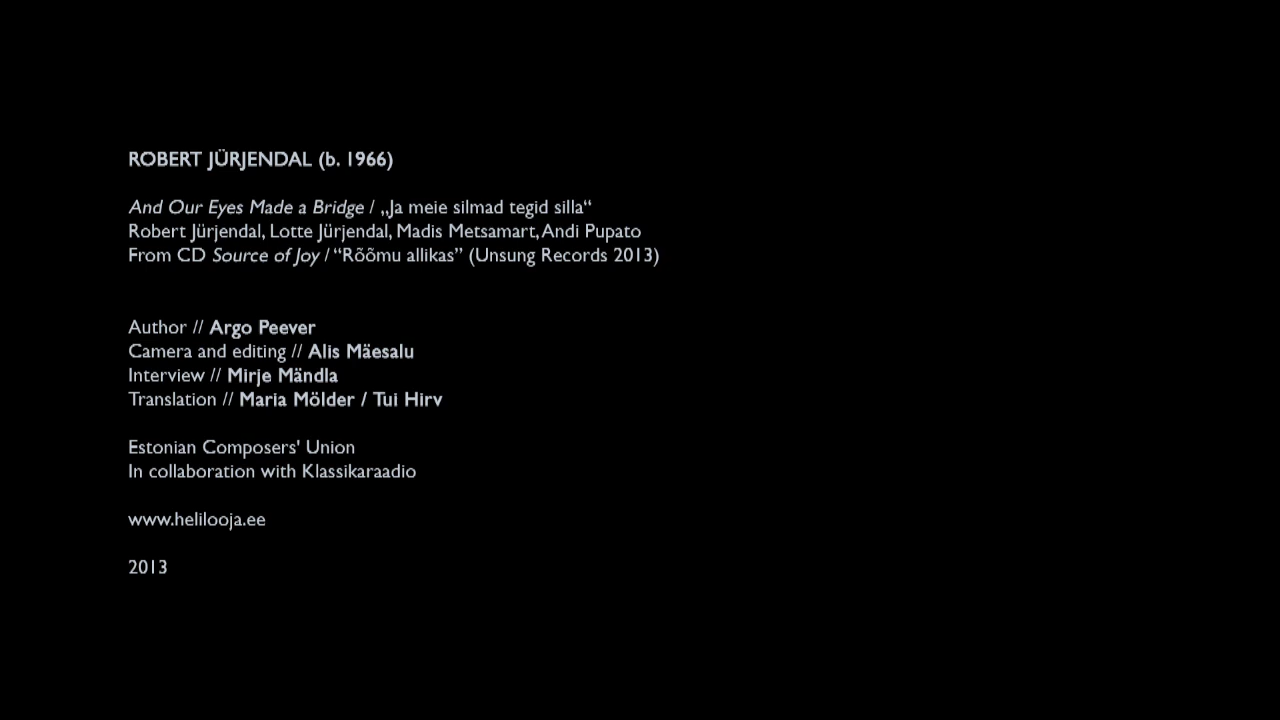 ROBERT JÜRJENDAL (b. 1966)
And Our Eyes Made a Bridge / „Ja meie silmad tegid silla“
Robert Jürjendal, Lotte Jürjendal, Madis Metsamart, Andi Pupato
From CD Source of Joy / “Rõõmu allikas” (Unsung Records 2013)
Author // Argo Peever
Camera and editing // Alis Mäesalu
Interview // Mirje Mändla
Translation // Maria Mölder / Tui Hirv
Estonian Composers' Union
In collaboration with Klassikaraadio
www.helilooja.ee
2013